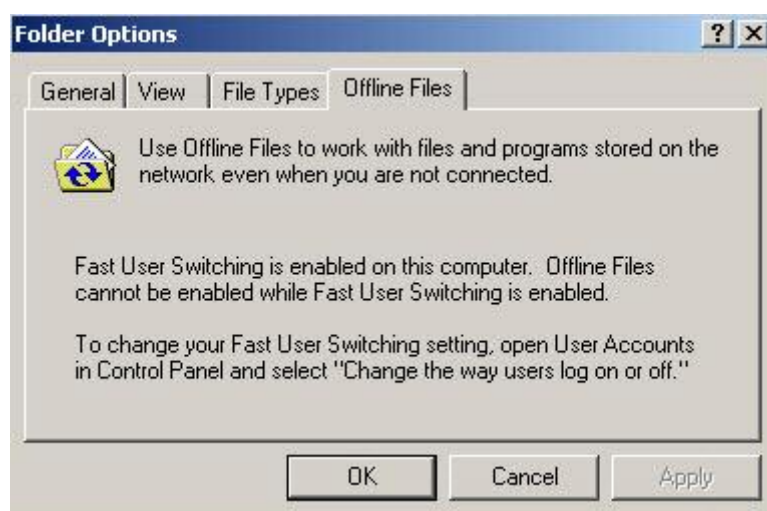 Folder Options
General View File Types Offline Files
Use Offline Files to work with files and programs stored on the
network even when you are not connected.
Fast User Switching is enabled on this computer. Offline Files
cannot be enabled while Fast User Switching is enabled.
To change your Fast User Switching setting, open User Accounts
in Control Panel and select "Change the way users log on or off."
OK Cancel Apply